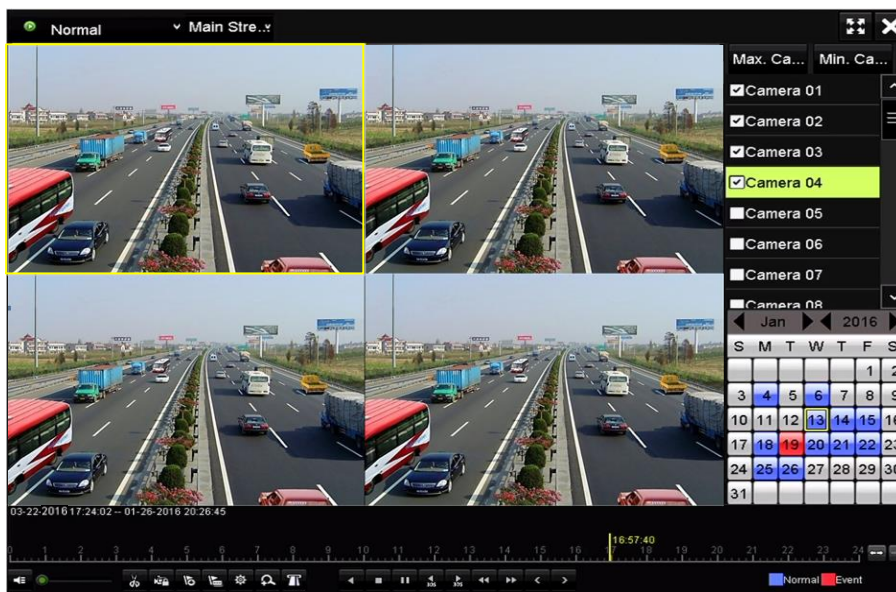 Normal Main Stre..
Max. Ca... Min. Ca...
Camera 01
Camera 02
Camera 03
Camera 04
Camera 05
Camera 06
Camera 07
Camera 08
Jan 2016
S M T W T F S
1 2
3 4 5 6 7 8 9
10 11 12 13 14 15 16
17 18 19 20 21 22 23
24 25 26 27 28 29 30
31
03-22-2016 17:24:02 -- 01-26-2016 20:26:45
16:57:40
0 1 2 3 4 5 6 7 8 9 10 11 12 13 14 15 16 17 18 19 20 21 22 23 24
30S 30S
Normal Event